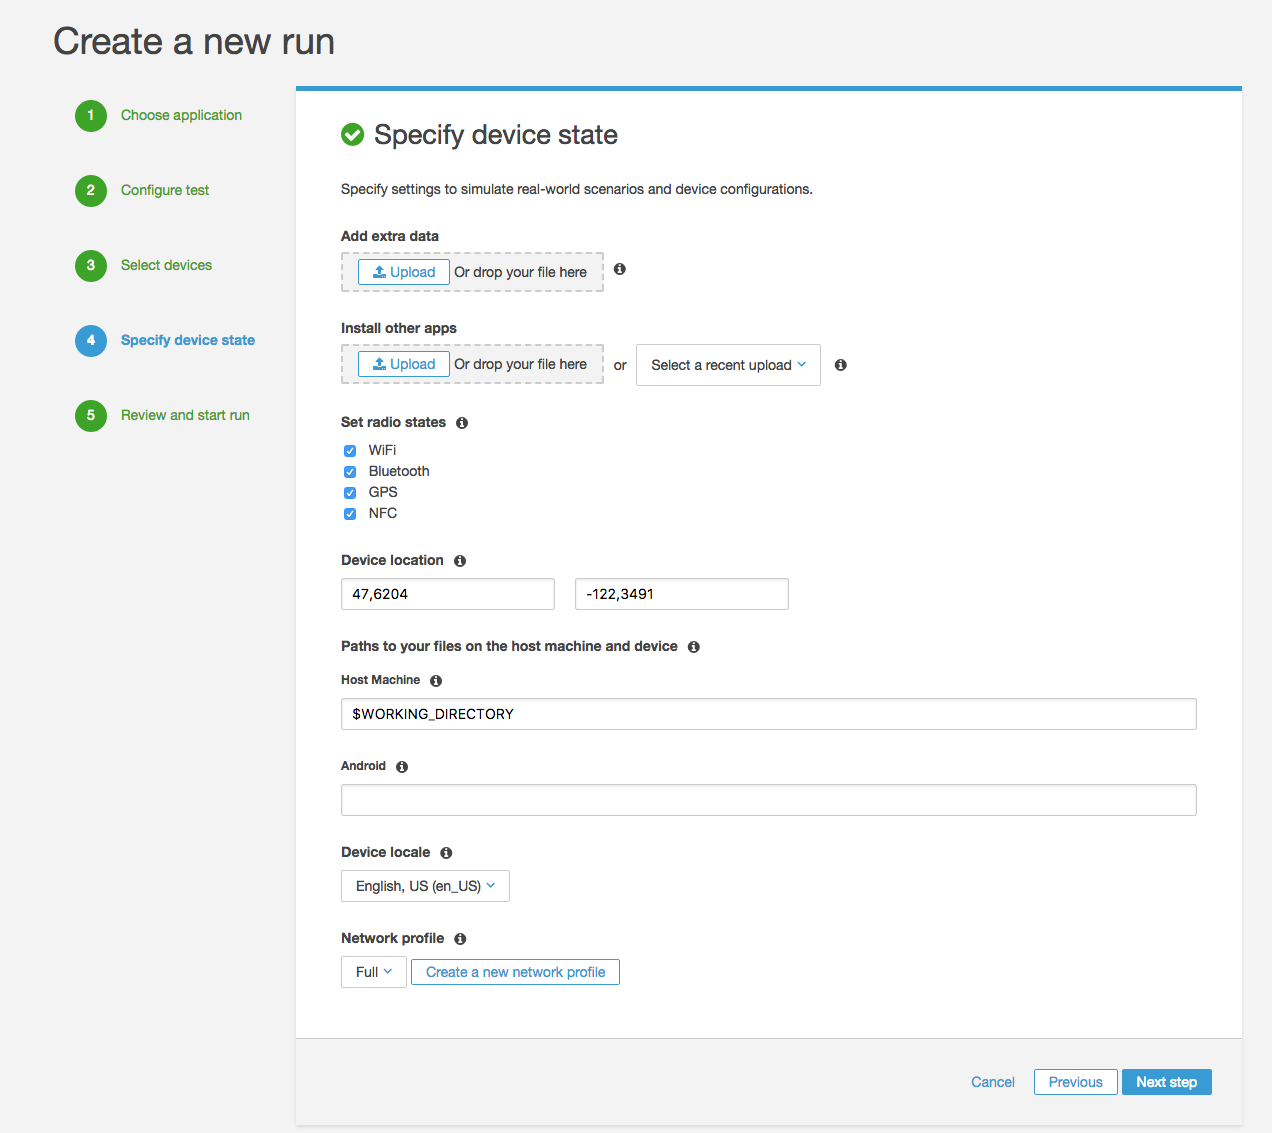 Create a new run
1 Choose application
2 Configure test
3 Select devices
4 Specify device state
5 Review and start run
Specify device state
Specify settings to simulate real-world scenarios and device configurations.
Add extra data
Upload Or drop your file here
Install other apps
Upload Or drop your file here or Select a recent upload
Set radio states
WiFi
Bluetooth
GPS
NFC
Device location
47,6204 -122,3491
Paths to your files on the host machine and device
Host Machine
$WORKING_DIRECTORY
Android
Device locale
English, US (en_US)
Network profile
Full Create a new network profile
Cancel Previous Next step